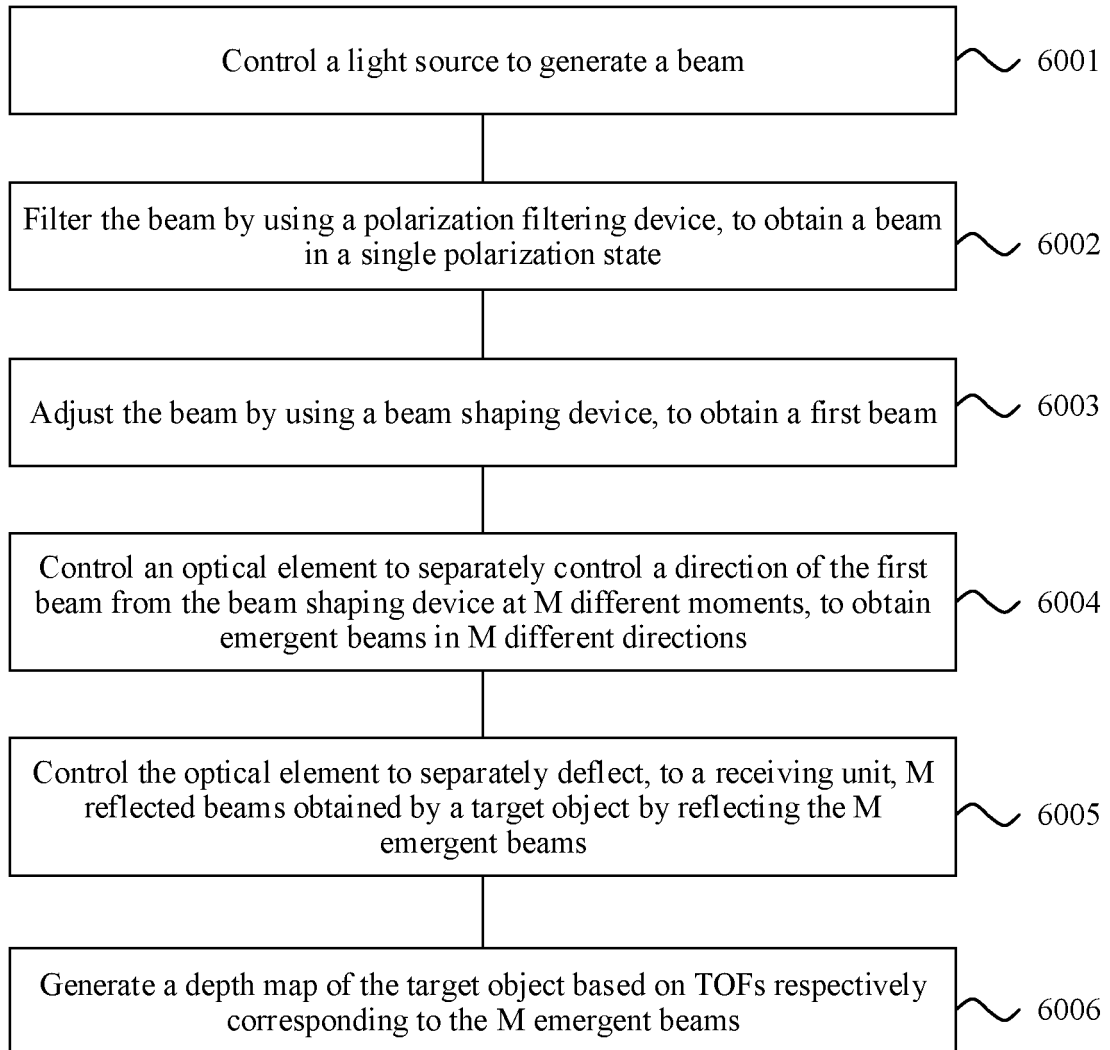 Control a light source to generate a beam
6001
Filter the beam by using a polarization filtering device, to obtain a beam
in a single polarization state
6002
Adjust the beam by using a beam shaping device, to obtain a first beam
6003
Control an optical element to separately control a direction of the first
beam from the beam shaping device at M different moments, to obtain
emergent beams in M different directions
6004
Control the optical element to separately deflect, to a receiving unit, M
reflected beams obtained by a target object by reflecting the M
emergent beams
6005
Generate a depth map of the target object based on TOFs respectively
corresponding to the M emergent beams
6006